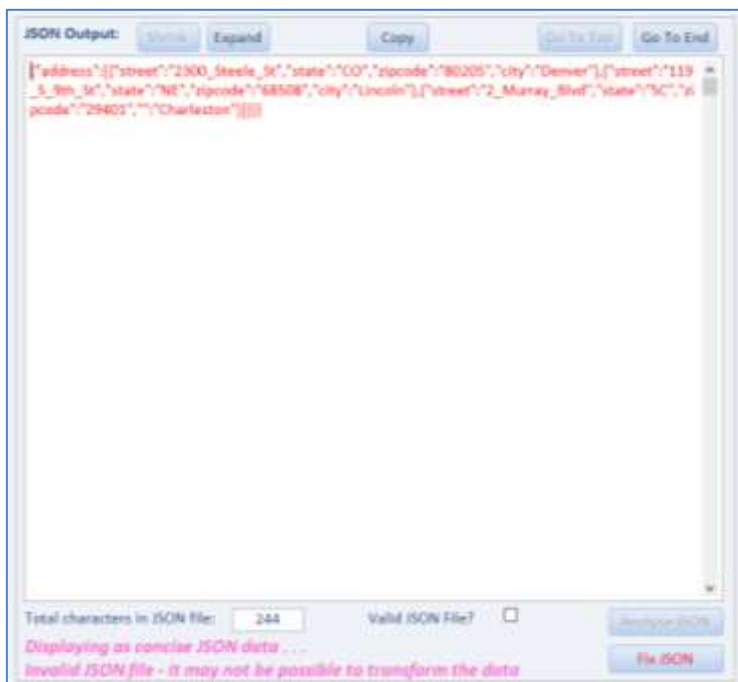 JSON Output: Shrink Expand Copy Go To Top Go To End
["address":[{"street":"2300_Steele_St","state":"CO","zipcode":"80205","city":"Denver"},{"street":"119
_S_9th_St","state":"NE","zipcode":"68508","city":"Lincoln"},{"street":"2_Murray_Blvd","state":"SC","zi
pcode":"29401","":"Charleston"}]}]}
Total characters in JSON file: 244 Valid JSON File?
Analyse JSON
Displaying as concise JSON data . . .
Invalid JSON file - it may not be possible to transform the data
Fix JSON